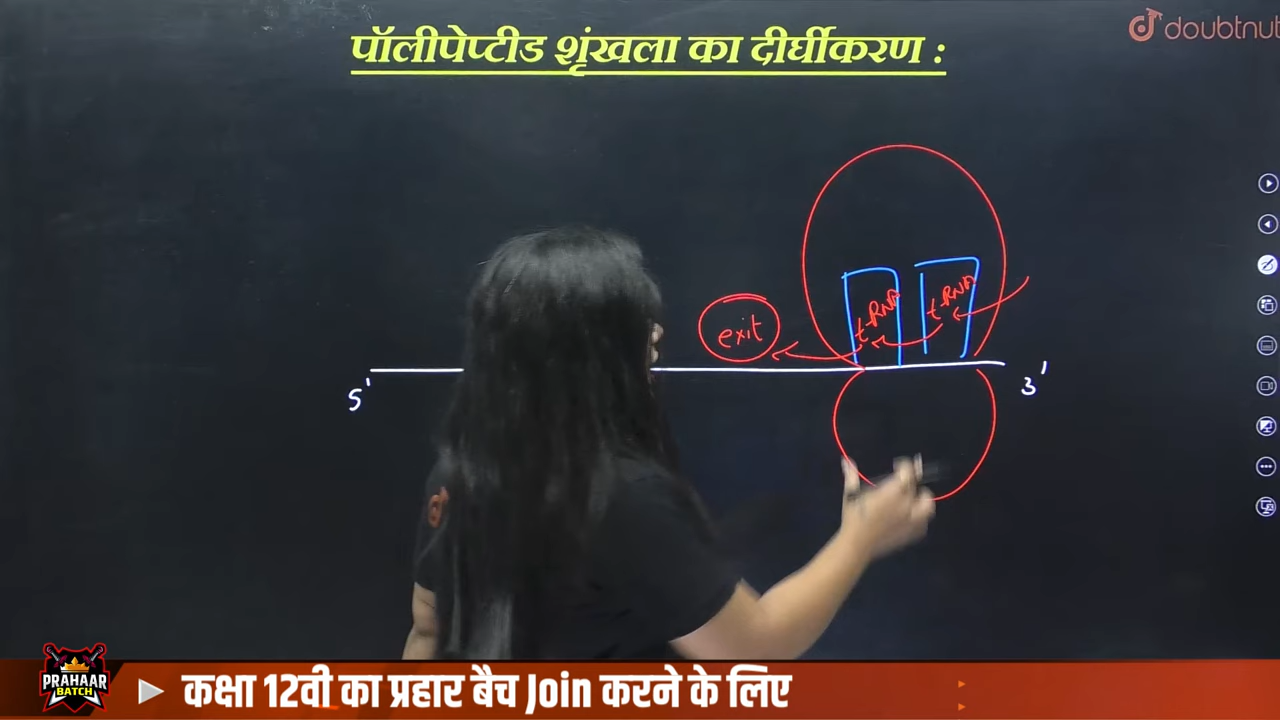 doubtnut
पॉलीपेप्टीड शृंखला का दीर्घीकरण :
exit
t-RNA
t-RNA
5'
3'
PRAHAAR
BATCH
कक्षा 12वी का प्रहार बैच Join करने के लिए